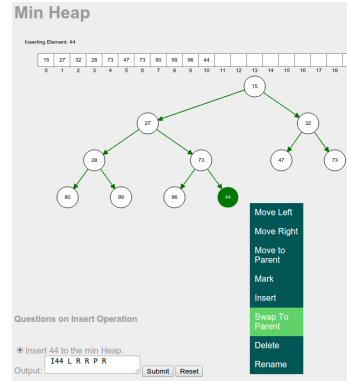 Min Heap
Inserting Element: 44
15 27 32 28 73 47 73 80 99 96 44
0 1 2 3 4 5 6 7 8 9 10 11 12 13 14 15 16 17 18
15
27 32
28 73 47 73
80 99 96 44
Move Left
Move Right
Move to
Parent
Mark
Insert
Swap To
Parent
Delete
Rename
Questions on Insert Operation
Insert 44 to the min Heap.
I44 L R R P R
Output: Submit Reset